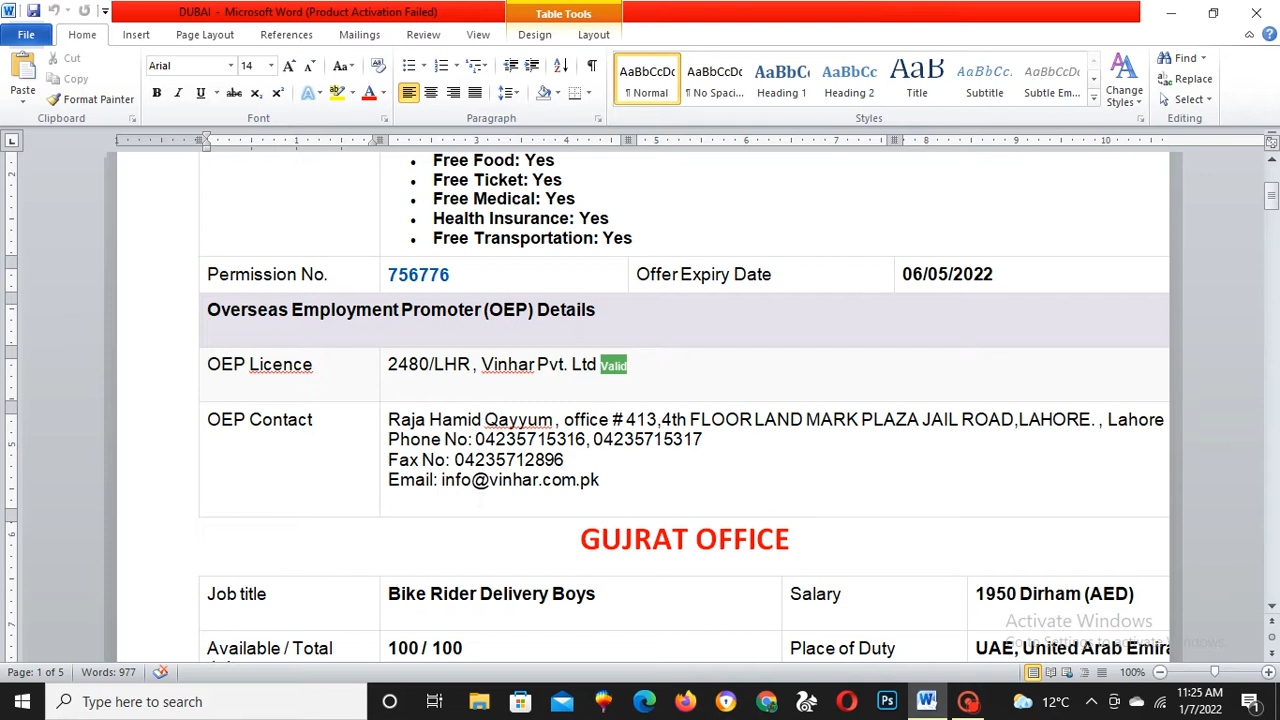 DUBAI - Microsoft Word (Product Activation Failed)
Table Tools
File Home Insert Page Layout References Mailings Review View Design Layout
Cut
Copy
Format Painter
Paste
Clipboard
Arial 14
Font
Paragraph
AaBbCcDc AaBbCcDc AaBbC AaBbCc AaB AaBbCc. AaBbCcDc
¶ Normal ¶ No Spaci... Heading 1 Heading 2 Title Subtitle Subtle Em...
Change Styles
Styles
Find
Replace
Select
Editing
• Free Food: Yes
• Free Ticket: Yes
• Free Medical: Yes
• Health Insurance: Yes
• Free Transportation: Yes
Permission No. 756776 Offer Expiry Date 06/05/2022
Overseas Employment Promoter (OEP) Details
OEP Licence 2480/LHR , Vinhar Pvt. Ltd Valid
OEP Contact Raja Hamid Qayyum , office # 413,4th FLOOR LAND MARK PLAZA JAIL ROAD,LAHORE. , Lahore
Phone No: 04235715316, 04235715317
Fax No: 04235712896
Email: info@vinhar.com.pk
GUJRAT OFFICE
Job title Bike Rider Delivery Boys Salary 1950 Dirham (AED)
Available / Total 100 / 100 Place of Duty UAE, United Arab Emira
Activate Windows
Go to Settings to activate Windows.
Page: 1 of 5 Words: 977 100%
Type here to search
12°C
11:25 AM
1/7/2022